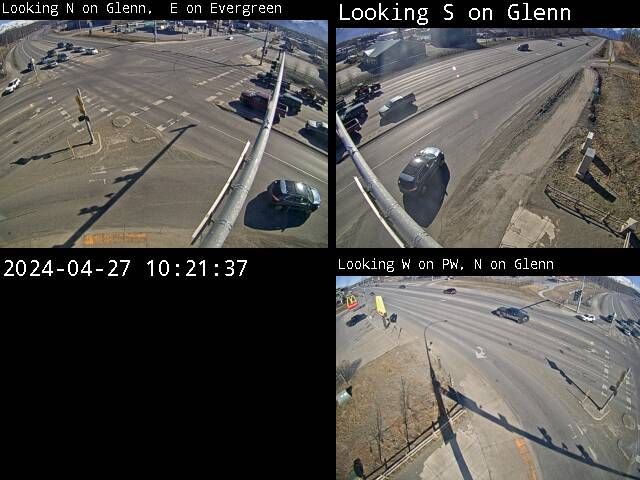 Looking N on Glenn,  E on Evergreen
Looking S on Glenn
2024-04-27 10:21:37
Looking W on PW, N on Glenn